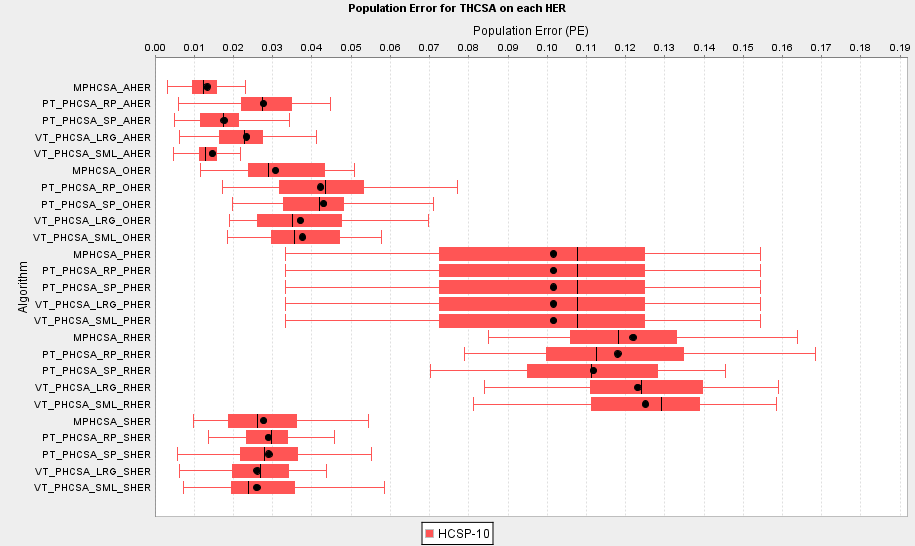 Population Error for THCSA on each HER
Population Error (PE)
0.00 0.01 0.02 0.03 0.04 0.05 0.06 0.07 0.08 0.09 0.10 0.11 0.12 0.13 0.14 0.15 0.16 0.17 0.18 0.19
Algorithm
MPHCSA_AHER
PT_PHCSA_RP_AHER
PT_PHCSA_SP_AHER
VT_PHCSA_LRG_AHER
VT_PHCSA_SML_AHER
MPHCSA_OHER
PT_PHCSA_RP_OHER
PT_PHCSA_SP_OHER
VT_PHCSA_LRG_OHER
VT_PHCSA_SML_OHER
MPHCSA_PHER
PT_PHCSA_RP_PHER
PT_PHCSA_SP_PHER
VT_PHCSA_LRG_PHER
VT_PHCSA_SML_PHER
MPHCSA_RHER
PT_PHCSA_RP_RHER
PT_PHCSA_SP_RHER
VT_PHCSA_LRG_RHER
VT_PHCSA_SML_RHER
MPHCSA_SHER
PT_PHCSA_RP_SHER
PT_PHCSA_SP_SHER
VT_PHCSA_LRG_SHER
VT_PHCSA_SML_SHER
HCSP-10